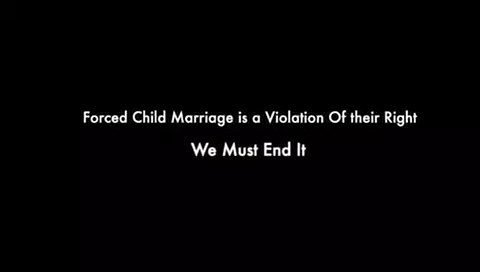 Forced Child Marriage is a Violation Of their Right
We Must End It